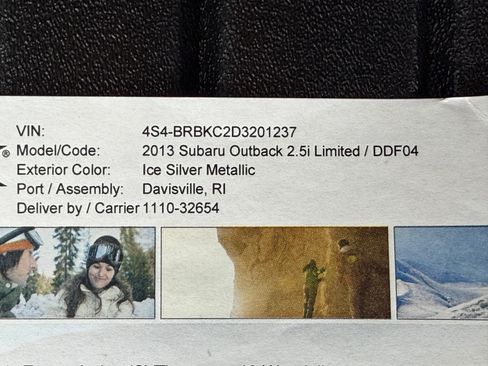 VIN: 4S4-BRBKC2D3201237
® Model/Code: 2013 Subaru Outback 2.5i Limited / DDF04
Exterior Color: Ice Silver Metallic
Port / Assembly: Davisville, RI
Deliver by / Carrier 1110-32654